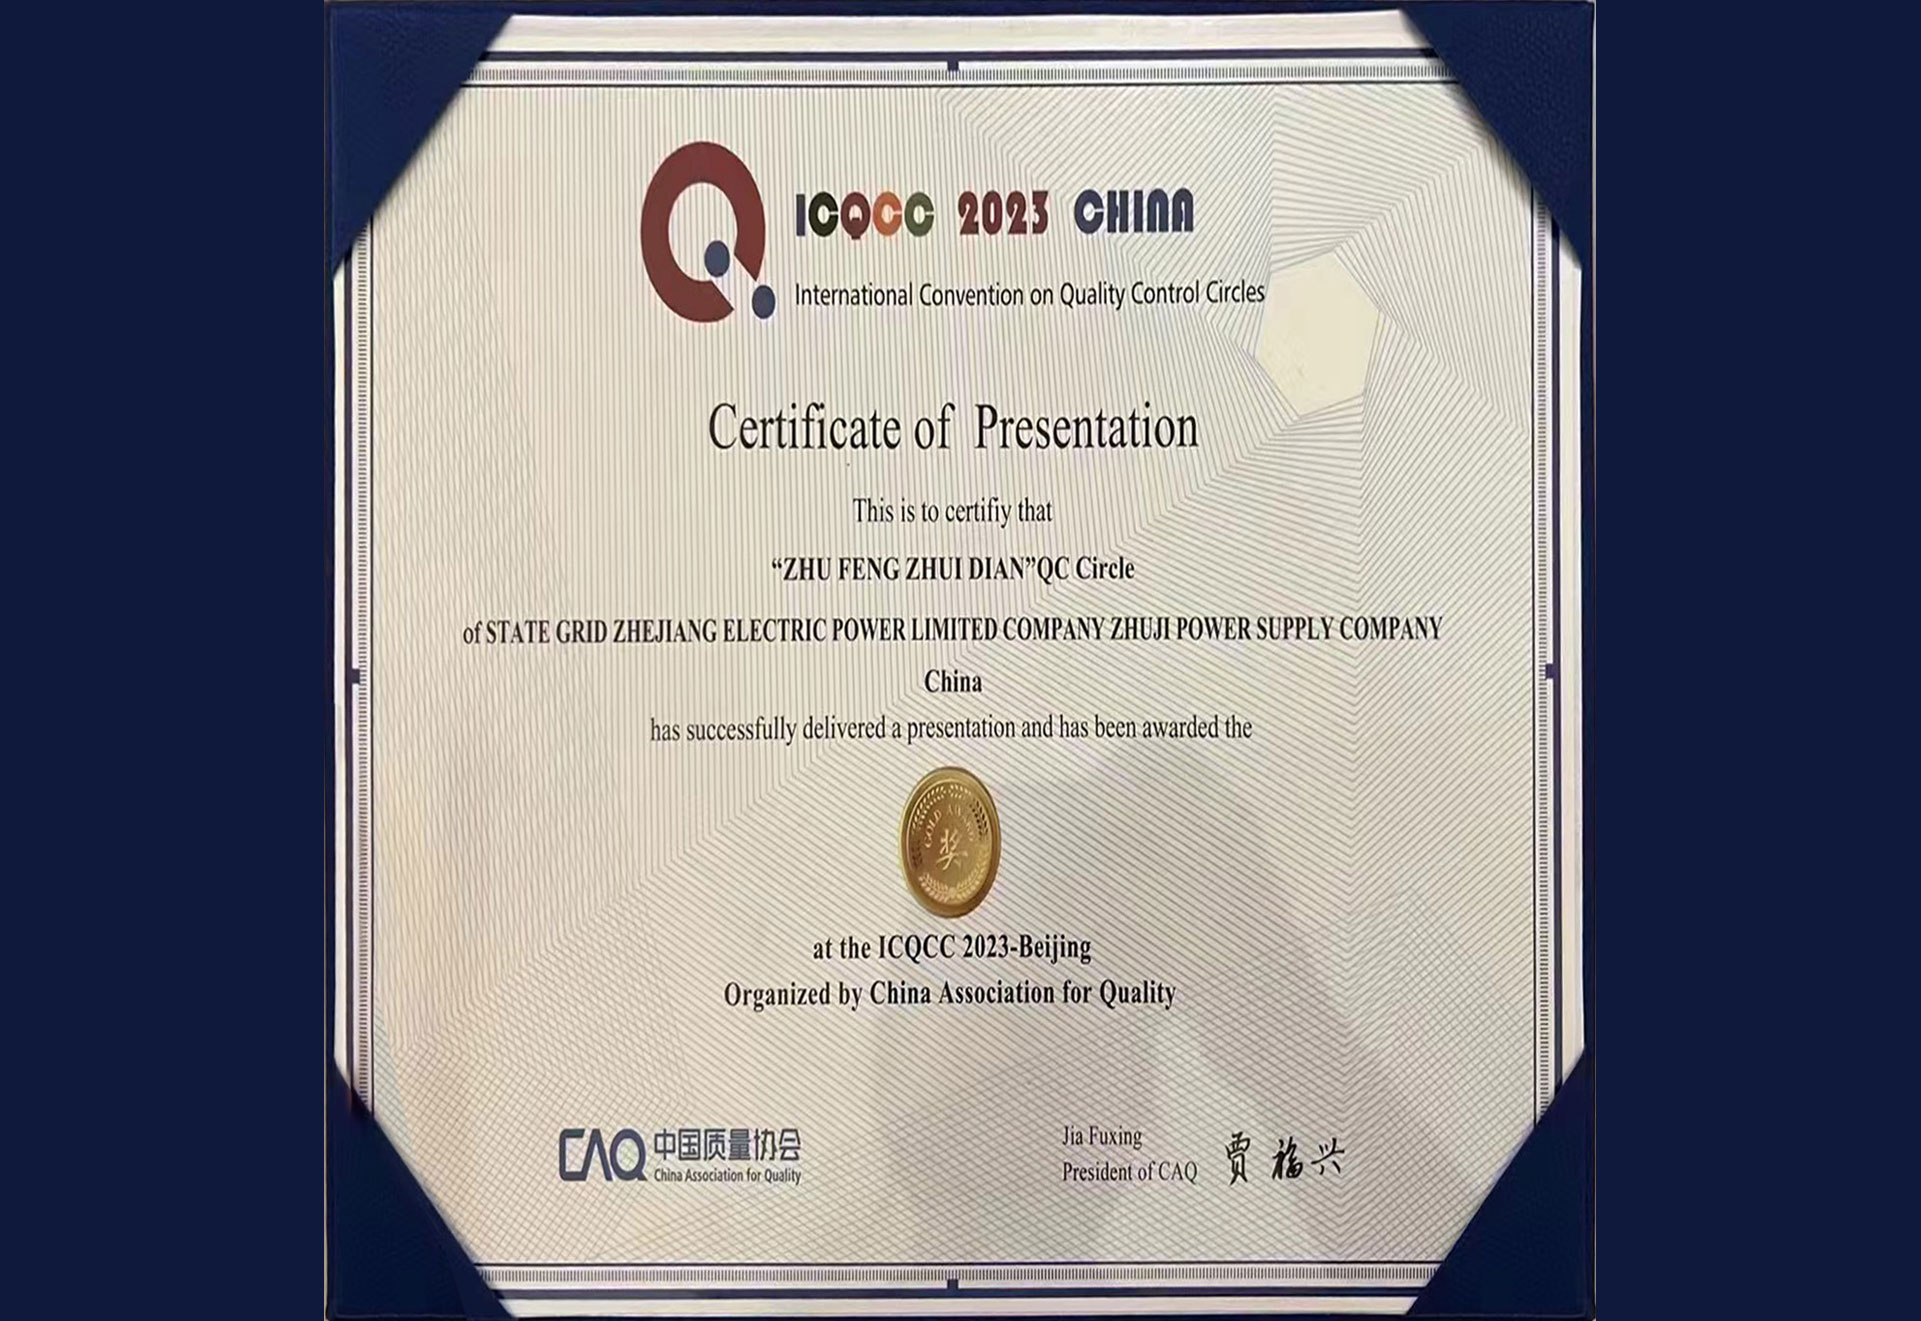 ICQCC 2023 CHINA
International Convention on Quality Control Circles
Certificate of Presentation
This is to certifiy that
“ZHU FENG ZHUI DIAN”QC Circle
of STATE GRID ZHEJIANG ELECTRIC POWER LIMITED COMPANY ZHUJI POWER SUPPLY COMPANY
China
has successfully delivered a presentation and has been awarded the
GOLD AWARD
奖
at the ICQCC 2023-Beijing
Organized by China Association for Quality
CAQ 中国质量协会
China Association for Quality
Jia Fuxing
President of CAQ
贾福兴